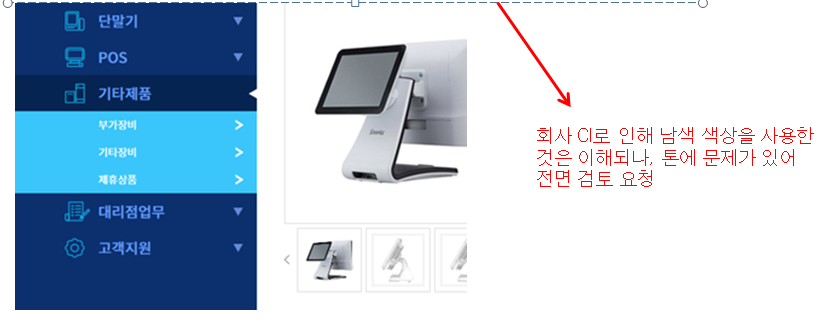 단말기
POS
기타제품
부가장비
기타장비
제휴상품
대리점업무
고객지원
회사 CI로 인해 남색 색상을 사용한
것은 이해되나, 톤에 문제가 있어
전면 검토 요청